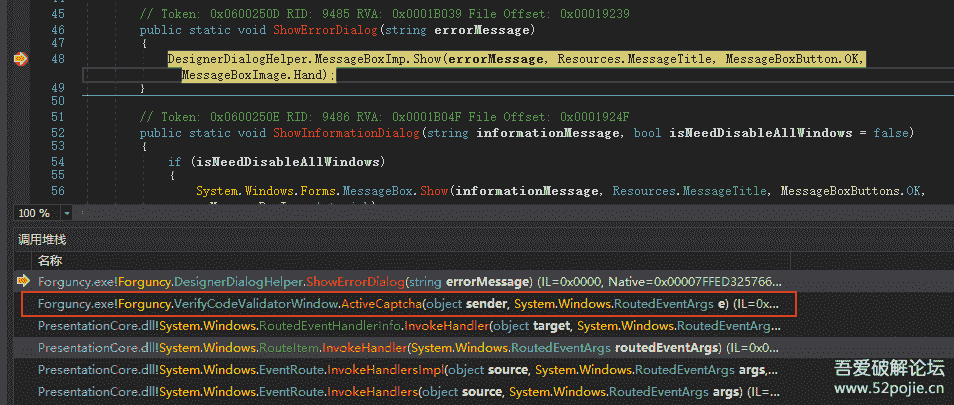 45 // Token: 0x0600250D RID: 9485 RVA: 0x0001B039 File Offset: 0x00019239
46 public static void ShowErrorDialog(string errorMessage)
47 {
48 DesignerDialogHelper.MessageBoxImp.Show(errorMessage, Resources.MessageTitle, MessageBoxButton.OK,
MessageBoxImage.Hand);
49 }
50
51 // Token: 0x0600250E RID: 9486 RVA: 0x0001B04F File Offset: 0x0001924F
52 public static void ShowInformationDialog(string informationMessage, bool isNeedDisableAllWindows = false)
53 {
54 if (isNeedDisableAllWindows)
55 {
56 System.Windows.Forms.MessageBox.Show(informationMessage, Resources.MessageTitle, MessageBoxButtons.OK,
100 %
调用堆栈
名称
Forguncy.exe!Forguncy.DesignerDialogHelper.ShowErrorDialog(string errorMessage) (IL=0x0000, Native=0x00007FFED325766...
Forguncy.exe!Forguncy.VerifyCodeValidatorWindow.ActiveCaptcha(object sender, System.Windows.RoutedEventArgs e) (IL=0x...
PresentationCore.dll!System.Windows.RoutedEventHandlerInfo.InvokeHandler(object target, System.Windows.RoutedEventArg...
PresentationCore.dll!System.Windows.RouteItem.InvokeHandler(System.Windows.RoutedEventArgs routedEventArgs) (IL=0x0...
PresentationCore.dll!System.Windows.EventRoute.InvokeHandlersImpl(object source, System.Windows.RoutedEventArgs args,...
PresentationCore.dll!System.Windows.EventRoute.InvokeHandlers(object source, System.Windows.RoutedEventArgs args) (IL=...
吾爱破解论坛
www.52pojie.cn